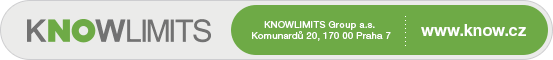 KNOWLIMITS
KNOWLIMITS Group a.s.
Komunardů 20, 170 00 Praha 7
www.know.cz